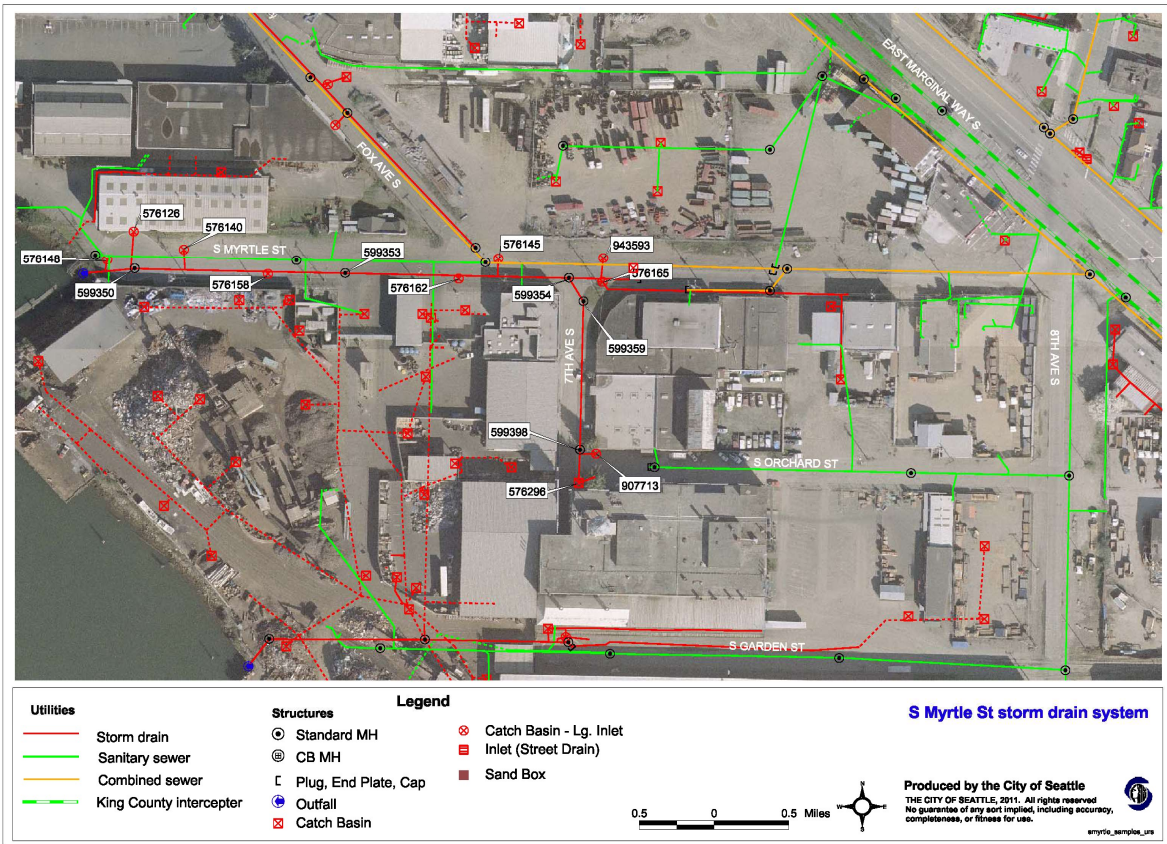 EAST MARGINAL WAY S
FOX AVE S
576126
576140
S MYRTLE ST
576148
599353
576145
943593
599350
576158
576162
599354
576165
7TH AVE S
599359
8TH AVE S
599398
S ORCHARD ST
576296
907713
S GARDEN ST
Legend
Utilities
Storm drain
Sanitary sewer
Combined sewer
King County intercepter
Structures
Standard MH
CB MH
Plug, End Plate, Cap
Outfall
Catch Basin
Catch Basin - Lg. Inlet
Inlet (Street Drain)
Sand Box
S Myrtle St storm drain system
0.5 0 0.5 Miles
N
W E
S
Produced by the City of Seattle
THE CITY OF SEATTLE, 2011. All rights reserved
No guarantee of any sort implied, including accuracy,
completeness, or fitness for use.
smyrtle_samples_urs